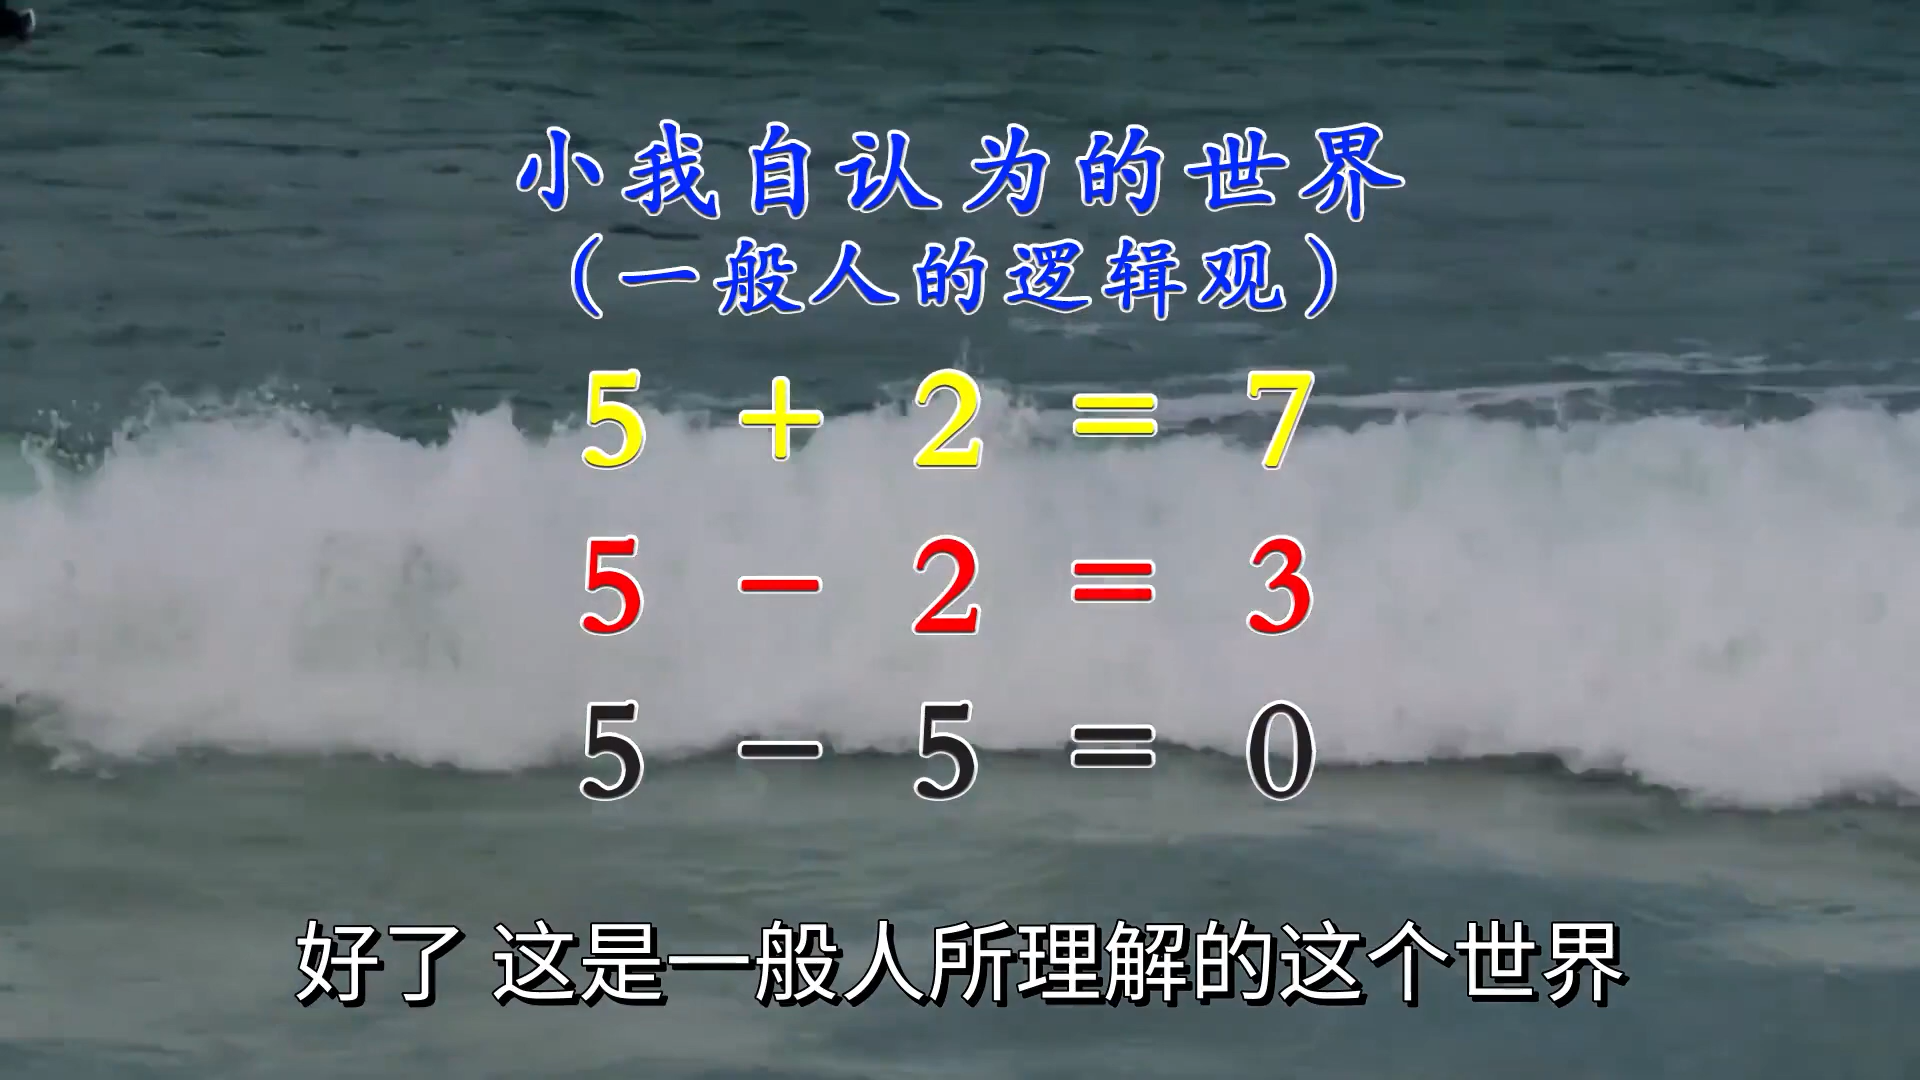 小我自认为的世界
（一般人的逻辑观）
5 + 2 = 7
5 - 2 = 3
5 - 5 = 0
好了 这是一般人所理解的这个世界